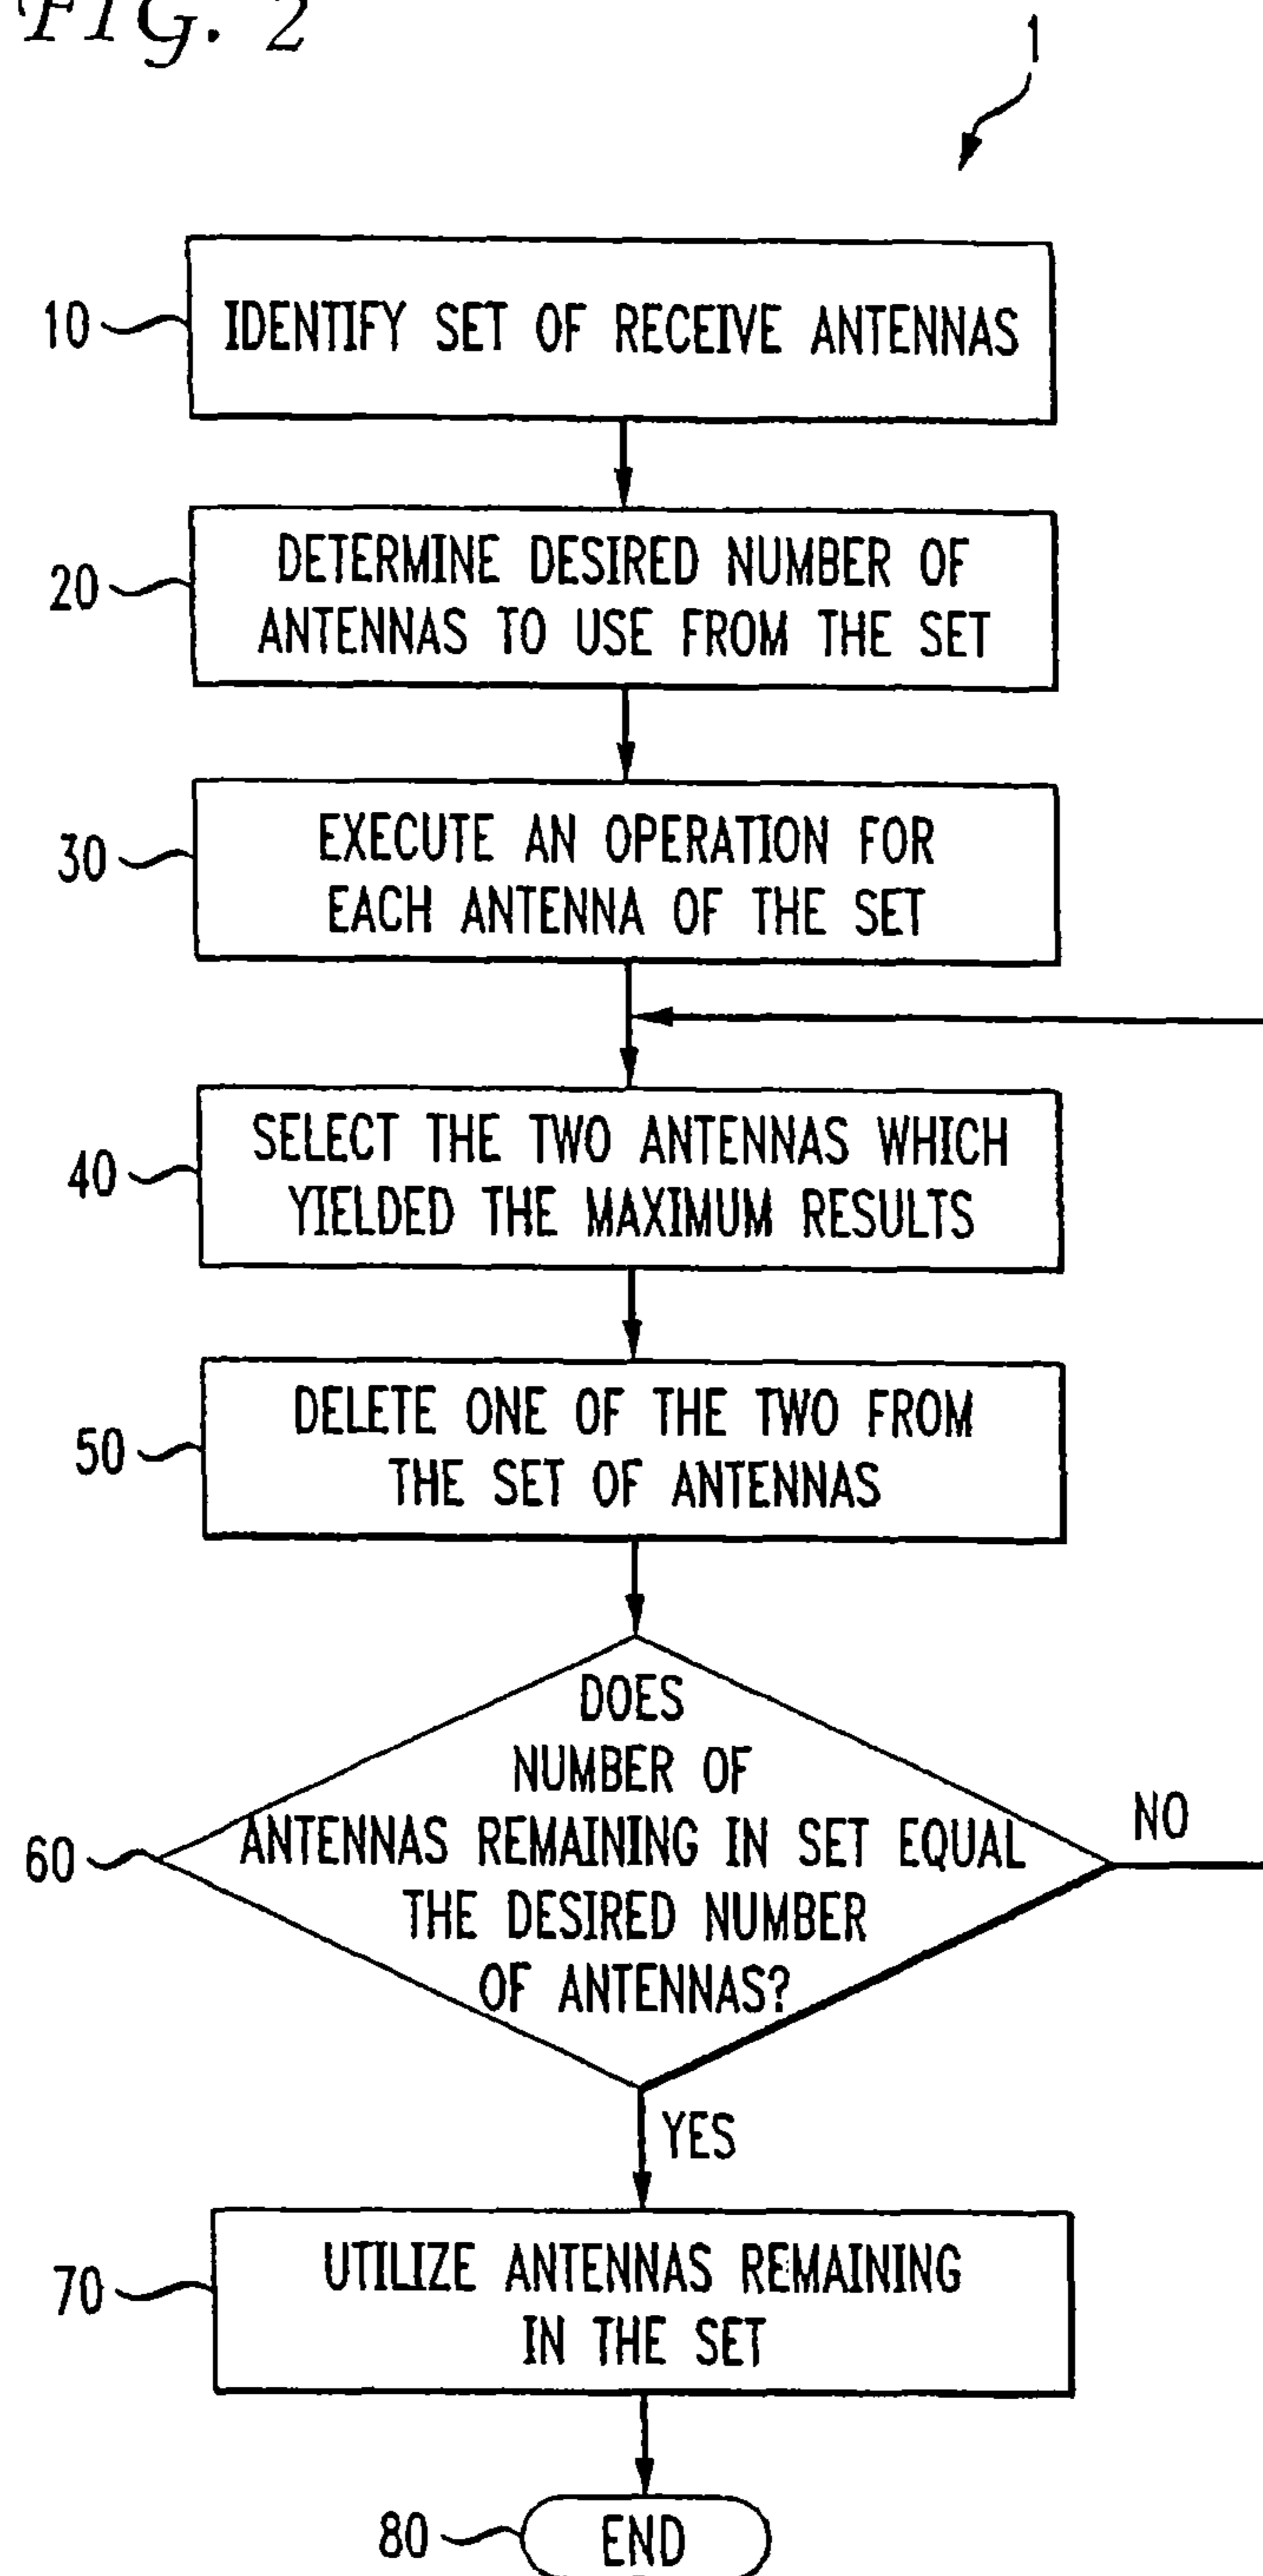 FIG. 2
1
10
IDENTIFY SET OF RECEIVE ANTENNAS
20
DETERMINE DESIRED NUMBER OF
ANTENNAS TO USE FROM THE SET
30
EXECUTE AN OPERATION FOR
EACH ANTENNA OF THE SET
40
SELECT THE TWO ANTENNAS WHICH
YIELDED THE MAXIMUM RESULTS
50
DELETE ONE OF THE TWO FROM
THE SET OF ANTENNAS
60
DOES
NUMBER OF
ANTENNAS REMAINING IN SET EQUAL
THE DESIRED NUMBER
OF ANTENNAS?
NO
YES
70
UTILIZE ANTENNAS REMAINING
IN THE SET
80
END